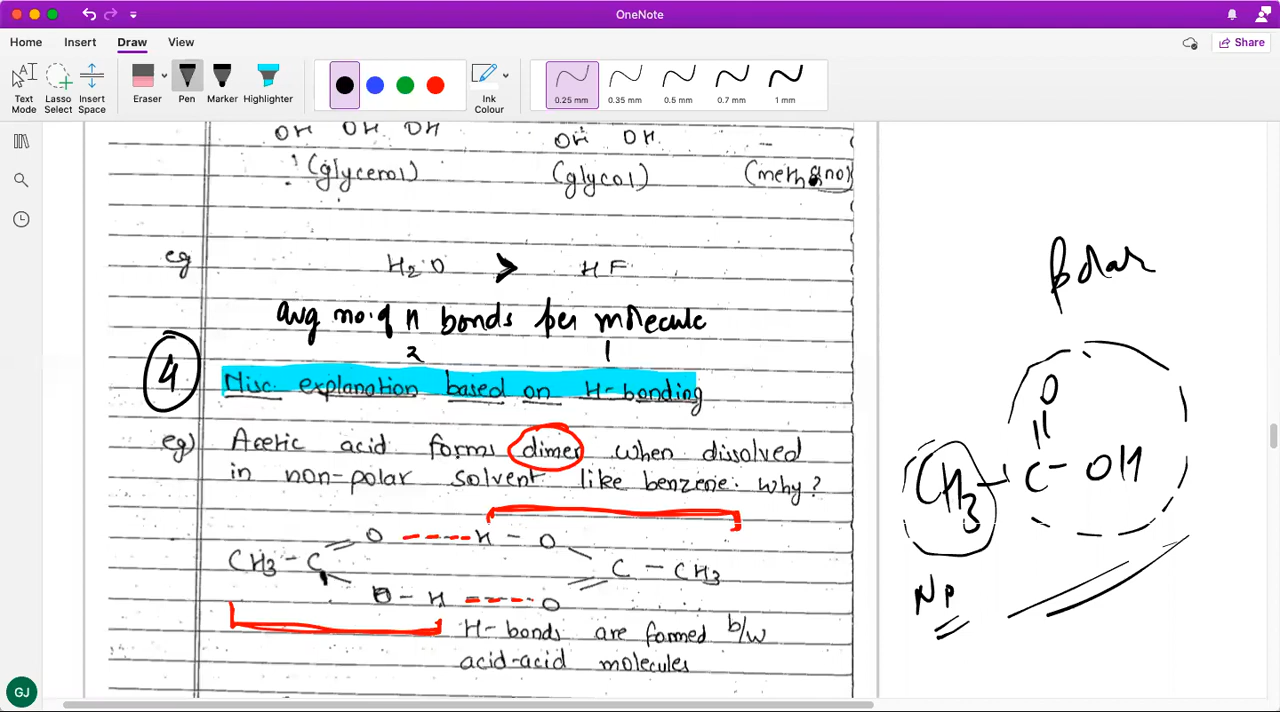 OneNote
Home Insert Draw View
Share
Text Mode
Lasso Select
Insert Space
Eraser
Pen
Marker
Highlighter
Ink Colour
0.25 mm
0.35 mm
0.5 mm
0.7 mm
1 mm
OH OH OH OH OH
(glycerol) (glycol)
eg H2O > HF
avg no. of H bonds per molecule
2 1
4 Misc. explanation based on H-bonding
eg) Acetic acid forms dimer when dissolved
in non-polar solvent like benzene. Why?
O ---- H - O
CH3 - C C - CH3
O - H ---- O
H-bonds are formed b/w
acid-acid molecules
Polar
O
CH3 - C - OH
NP
GJ